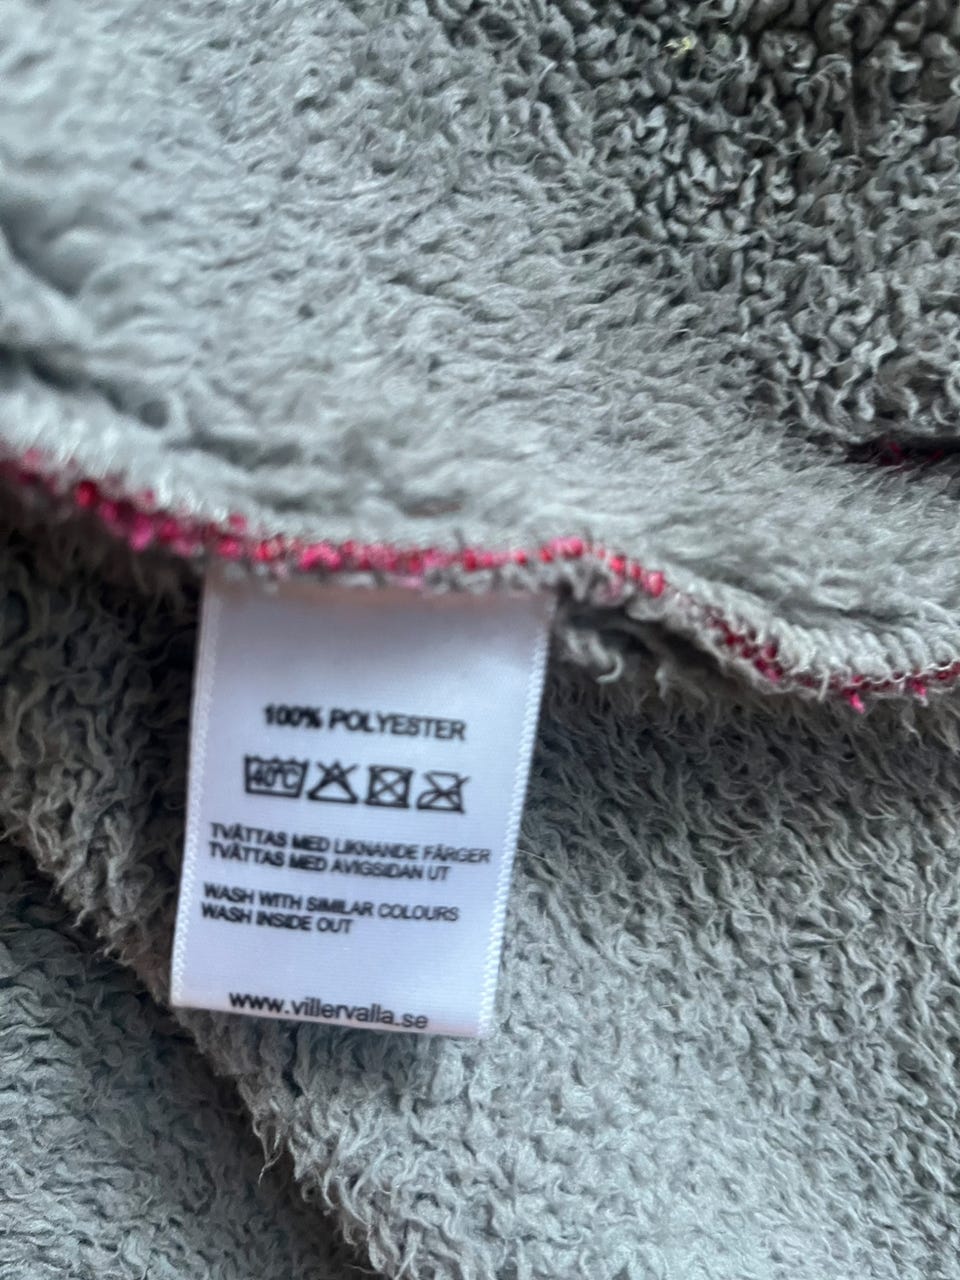 100% POLYESTER
40°C
TVÄTTAS MED LIKNANDE FÄRGER
TVÄTTAS MED AVIGSIDAN UT
WASH WITH SIMILAR COLOURS
WASH INSIDE OUT
www.villervalla.se